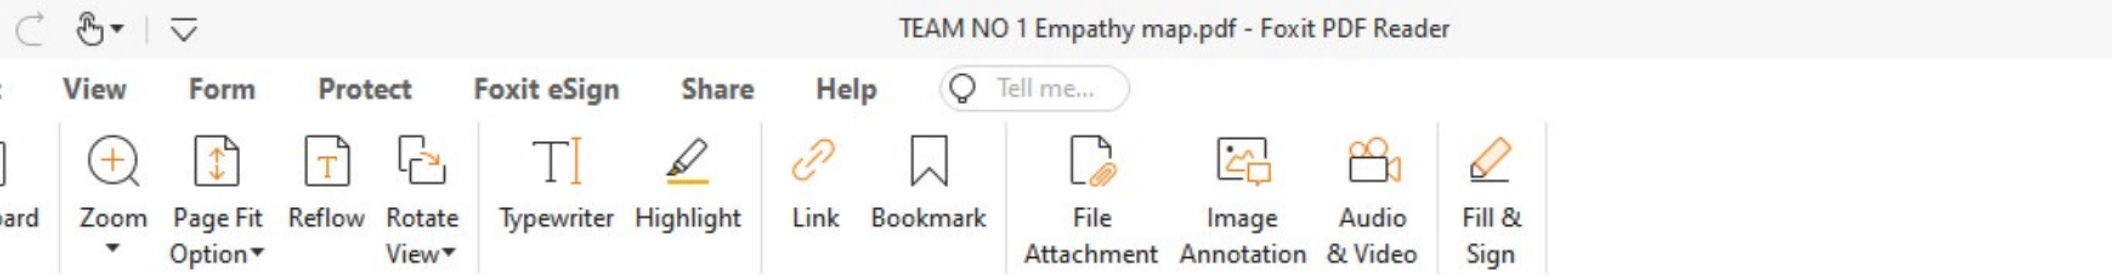 TEAM NO 1 Empathy map.pdf - Foxit PDF Reader
View Form Protect Foxit eSign Share Help Tell me...
Zoom Page Fit Reflow Rotate Typewriter Highlight Link Bookmark File Image Audio Fill &
Option View Attachment Annotation & Video Sign